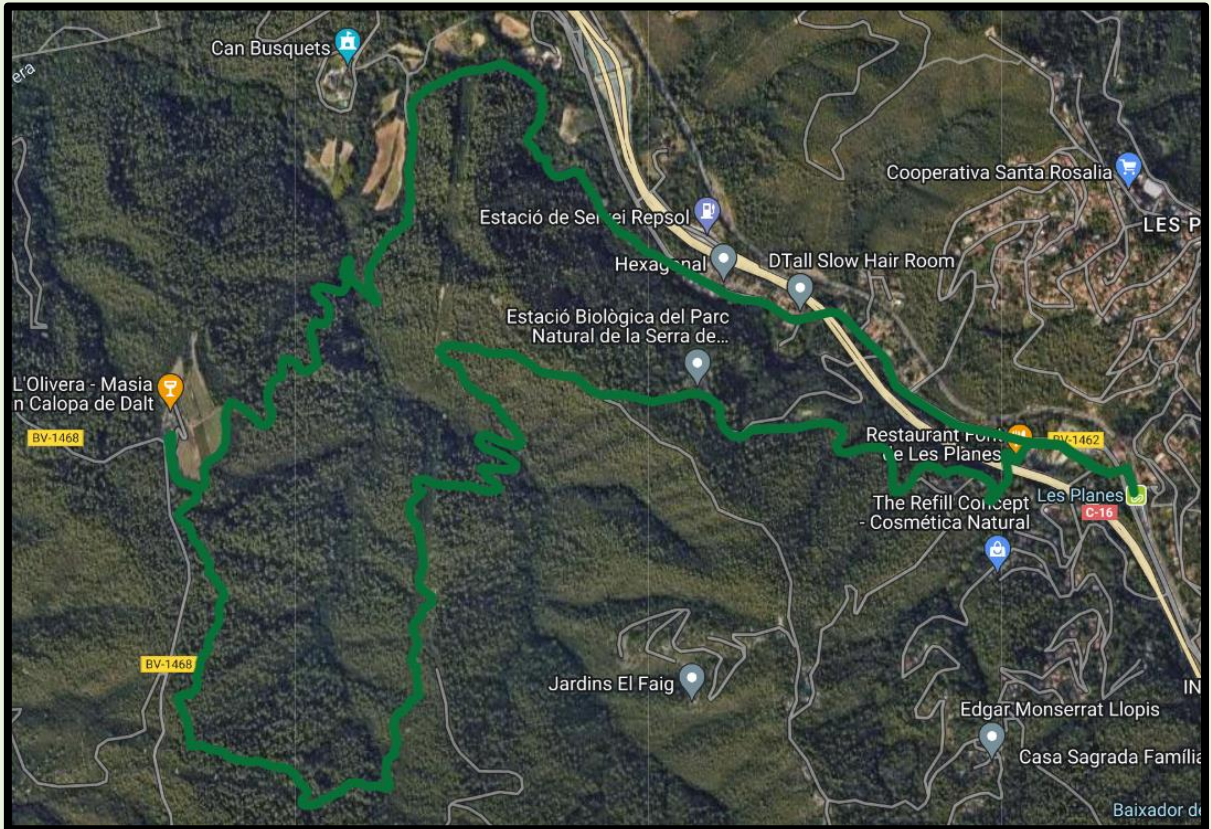 Can Busquets
era
Cooperativa Santa Rosalia
Estació de Servei Repsol
LES P
Hexagonal
DTall Slow Hair Room
Estació Biològica del Parc
Natural de la Serra de...
L'Olivera - Masia
n Calopa de Dalt
BV-1468
Restaurant Font
de Les Planes
BV-1462
Les Planes
C-16
The Refill Concept
- Cosmética Natural
BV-1468
Jardins El Faig
IN
Edgar Monserrat Llopis
Casa Sagrada Família
Baixador de